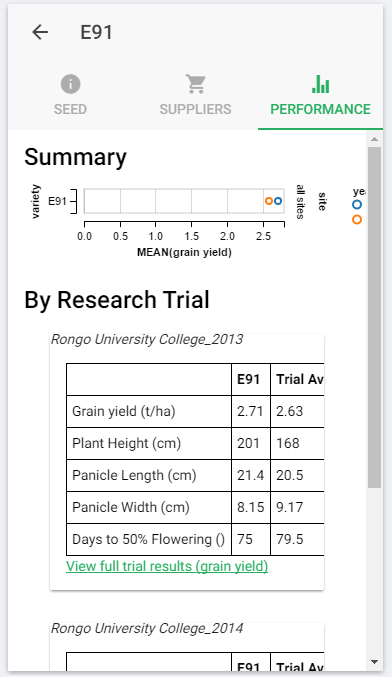 E91
SEED
SUPPLIERS
PERFORMANCE
Summary
variety
E91
all sites
site
0.0 0.5 1.0 1.5 2.0 2.5
MEAN(grain yield)
By Research Trial
Rongo University College_2013
E91 Trial Av
Grain yield (t/ha) 2.71 2.63
Plant Height (cm) 201 168
Panicle Length (cm) 21.4 20.5
Panicle Width (cm) 8.15 9.17
Days to 50% Flowering () 75 79.5
View full trial results (grain yield)
Rongo University College_2014
E91 Trial Av